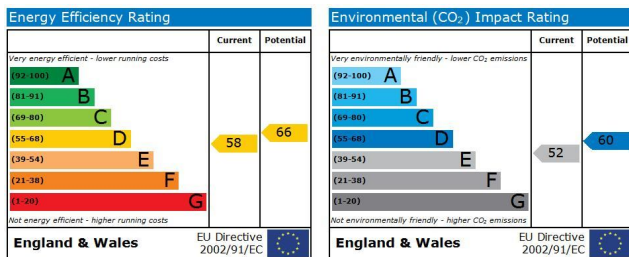 Energy Efficiency Rating
Current Potential
Very energy efficient - lower running costs
(92-100) A
(81-91) B
(69-80) C
(55-68) D
(39-54) E
(21-38) F
(1-20) G
58
66
Not energy efficient - higher running costs
England & Wales
EU Directive
2002/91/EC
Environmental (CO₂) Impact Rating
Current Potential
Very environmentally friendly - lower CO₂ emissions
(92-100) A
(81-91) B
(69-80) C
(55-68) D
(39-54) E
(21-38) F
(1-20) G
52
60
Not environmentally friendly - higher CO₂ emissions
England & Wales
EU Directive
2002/91/EC